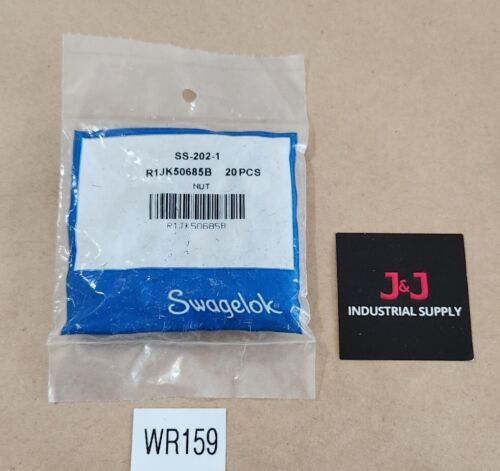 SS-202-1
R1JK50685B 20 PCS
NUT
R1JK50685B
Swagelok
J&J
INDUSTRIAL SUPPLY
WR159